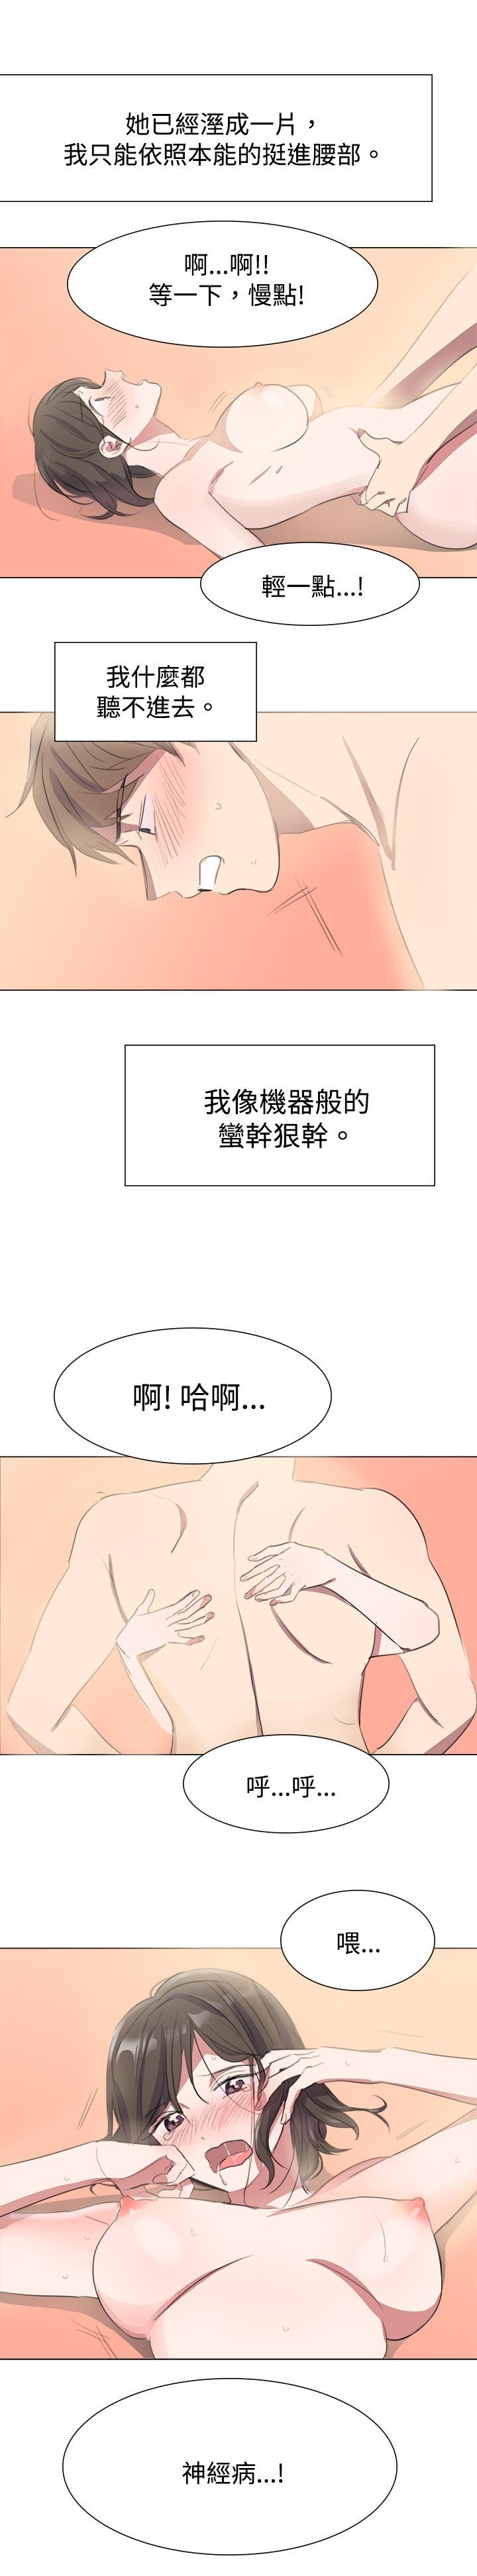 她已經溼成一片，
我只能依照本能的挺進腰部。
啊...啊!!
等一下，慢點!
輕一點...!
我什麼都
聽不進去。
我像機器般的
蠻幹狠幹。
啊! 哈啊...
呼...呼...
喂...
神經病...!